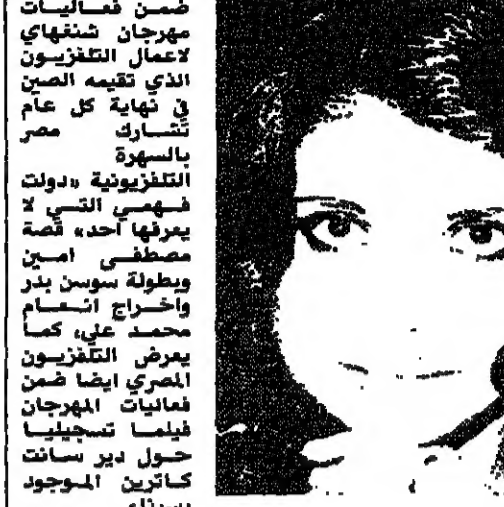 ضمن فعاليات
مهرجان شنغهاي
لاعمال التلفزيون
الذي تقيمه الصين
في نهاية كل عام
تشارك مصر
بالسهرة
التلفزيونية «دولت
فهمي التي لا
يعرفها احد» قصة
مصطفى امين
وبطولة سوسن بدر
واخراج انعام
محمد علي، كما
يعرض التلفزيون
المصري ايضا ضمن
فعاليات المهرجان
فيلما تسجيليا
حول دير سانت
كاترين الموجود
بسيناء